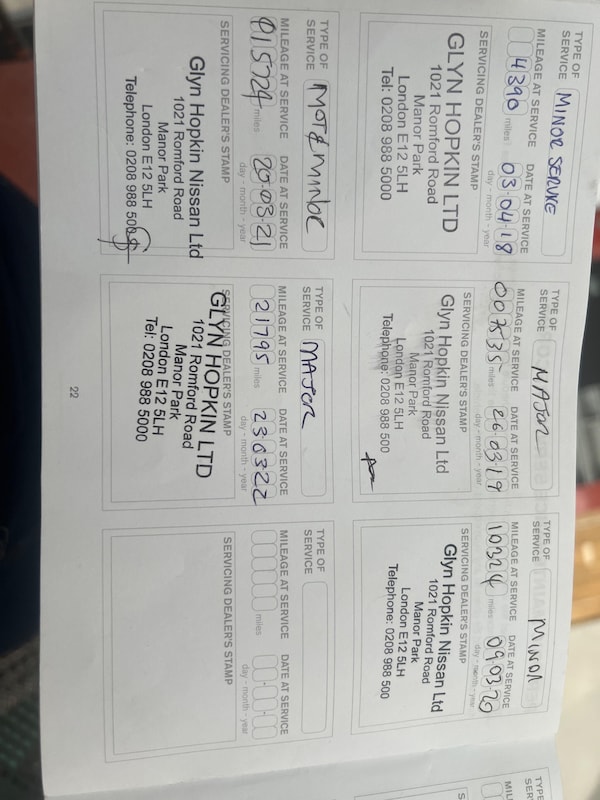 TYPE OF SERVICE MINOR SERVICE
MILEAGE AT SERVICE
4390 miles
DATE AT SERVICE
03·04·18
day - month - year
SERVICING DEALER'S STAMP
GLYN HOPKIN LTD
1021 Romford Road
Manor Park
London E12 5LH
Tel: 0208 988 5000
TYPE OF SERVICE MAJOR
MILEAGE AT SERVICE
007535 miles
DATE AT SERVICE
26 03 19
day - month - year
SERVICING DEALER'S STAMP
Glyn Hopkin Nissan Ltd
1021 Romford Road
Manor Park
London E12 5LH
Telephone: 0208 988 500
TYPE OF SERVICE MINOR
MILEAGE AT SERVICE
10324 miles
DATE AT SERVICE
09.03.20
day - month - year
SERVICING DEALER'S STAMP
Glyn Hopkin Nissan Ltd
1021 Romford Road
Manor Park
London E12 5LH
Telephone: 0208 988 500
TYPE OF SERVICE MOT &
MILEAGE AT SERVICE
015724 miles
DATE AT SERVICE
20·03·21
day - month - year
SERVICING DEALER'S STAMP
Glyn Hopkin Nissan Ltd
1021 Romford Road
Manor Park
London E12 5LH
Telephone: 0208 988 500
TYPE OF SERVICE MAJOR
MILEAGE AT SERVICE
21795 miles
DATE AT SERVICE
23 03 22
day - month - year
SERVICING DEALER'S STAMP
GLYN HOPKIN LTD
1021 Romford Road
Manor Park
London E12 5LH
Tel: 0208 988 5000
TYPE OF SERVICE
MILEAGE AT SERVICE
miles
DATE AT SERVICE
day - month - year
SERVICING DEALER'S STAMP
22